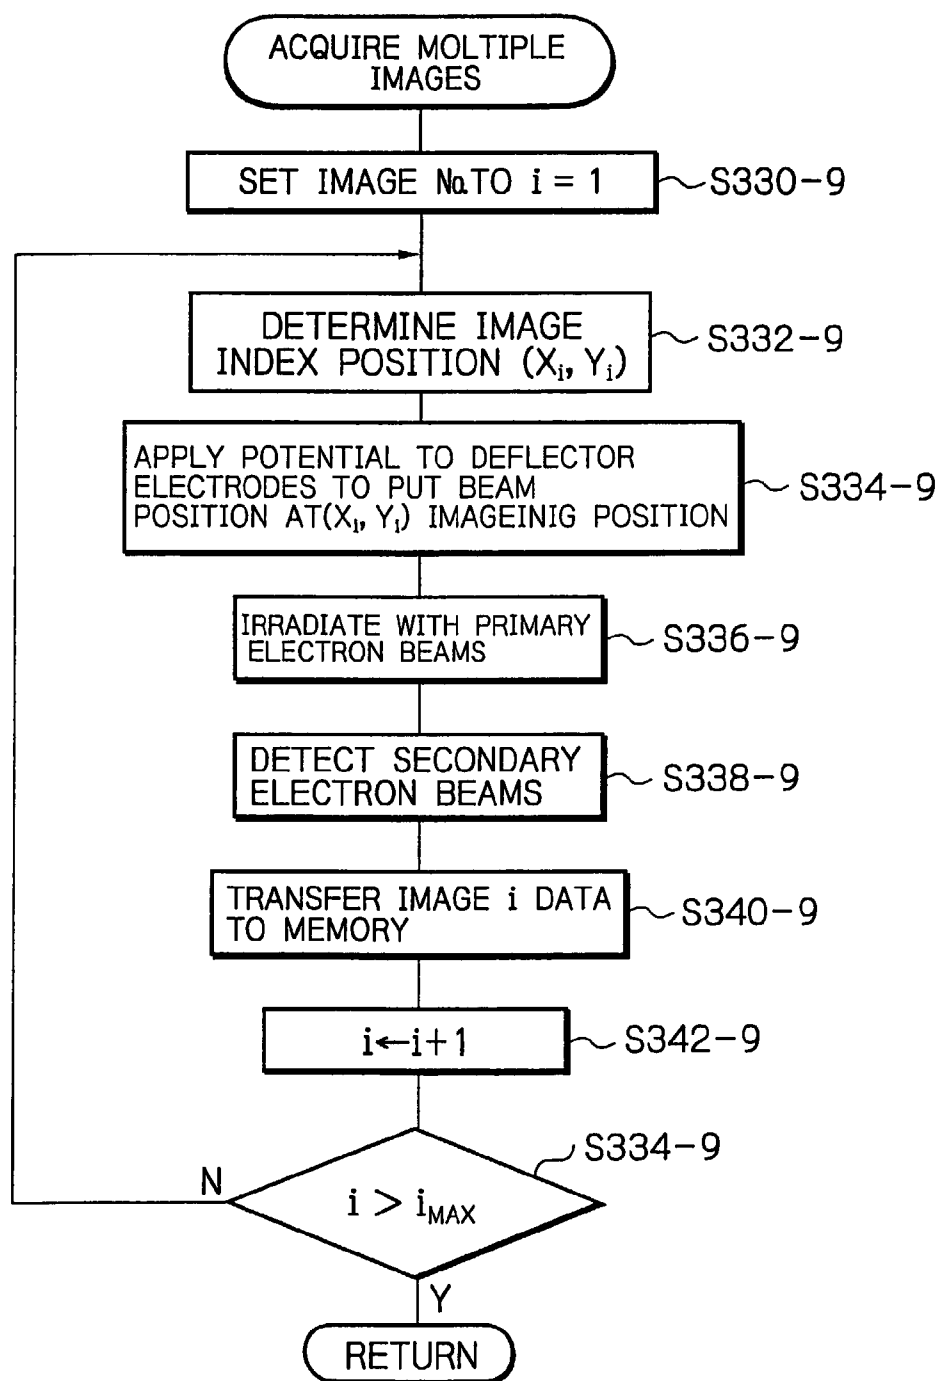 ACQUIRE MOLTIPLE
IMAGES
SET IMAGE No. TO i = 1
S330-9
DETERMINE IMAGE
INDEX POSITION (Xi, Yi)
S332-9
APPLY POTENTIAL TO DEFLECTOR
ELECTRODES TO PUT BEAM
POSITION AT(Xi, Yi) IMAGEINIG POSITION
S334-9
IRRADIATE WITH PRIMARY
ELECTRON BEAMS
S336-9
DETECT SECONDARY
ELECTRON BEAMS
S338-9
TRANSFER IMAGE i DATA
TO MEMORY
S340-9
i←i+1
S342-9
S334-9
N
i > iMAX
Y
RETURN